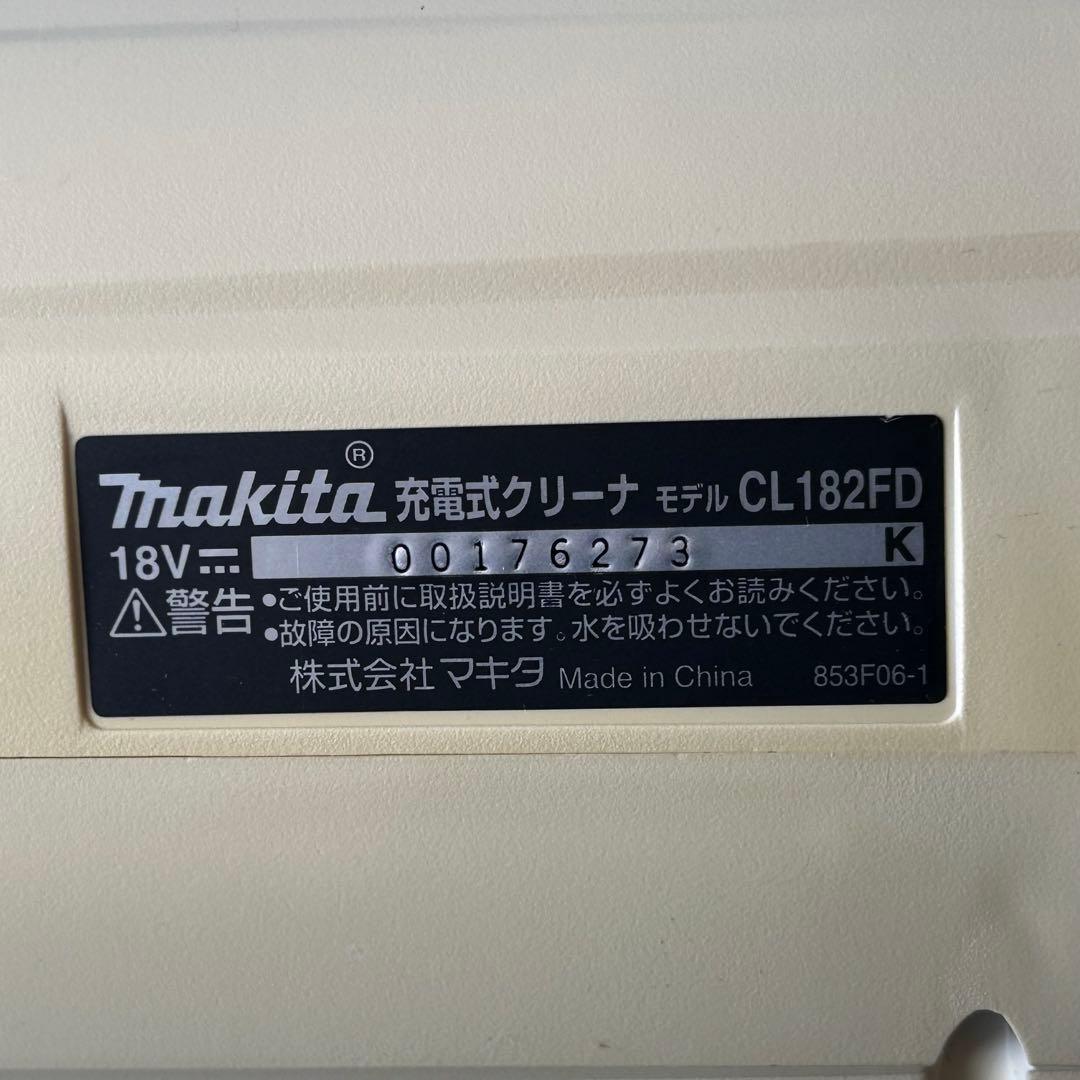 makita® 充電式クリーナ モデル CL182FD
18V⎓ 00176273 K
⚠警告 •ご使用前に取扱説明書を必ずよくお読みください。
•故障の原因になります。水を吸わせないでください。
株式会社 マキタ Made in China 853F06-1